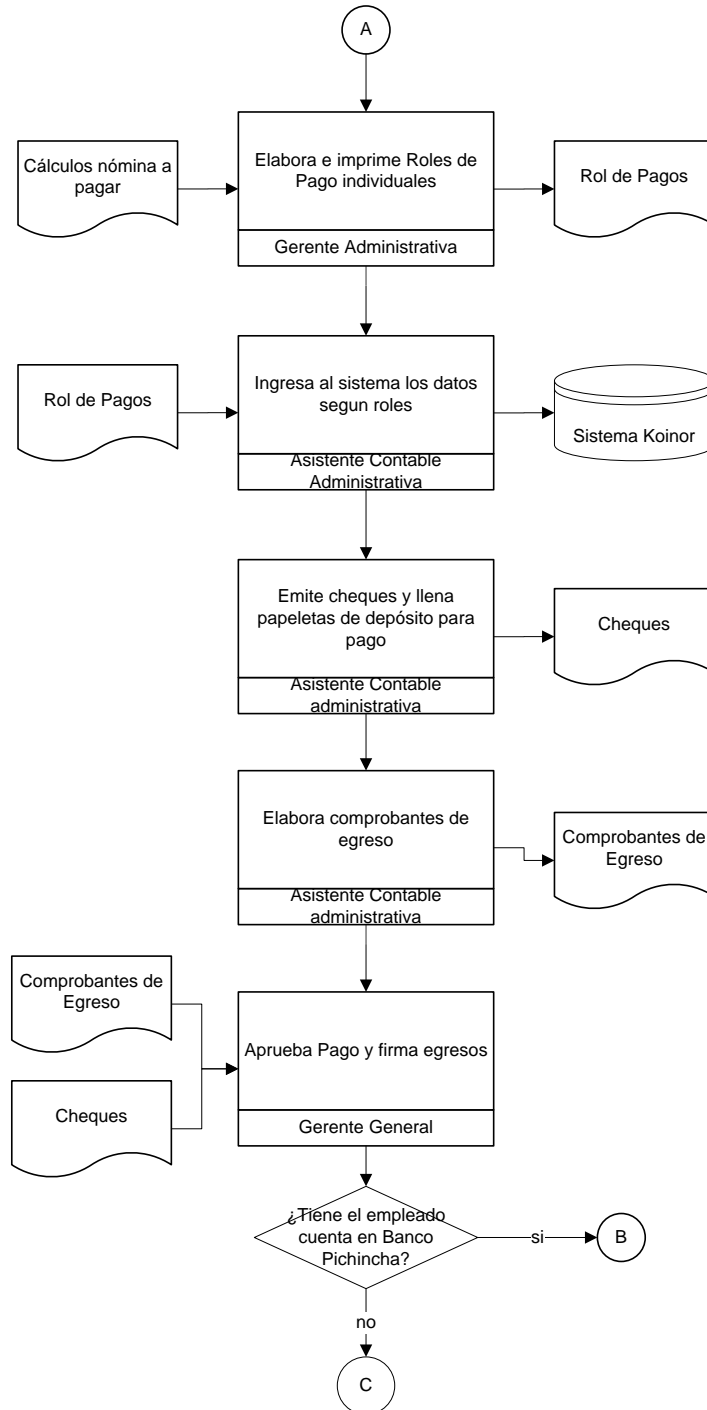 A
Cálculos nómina a
pagar
Elabora e imprime Roles de
Pago individuales
Rol de Pagos
Gerente Administrativa
Rol de Pagos
Ingresa al sistema los datos
segun roles
Sistema Koinor
Asistente Contable
Administrativa
Emite cheques y llena
papeletas de depósito para
pago
Cheques
Asistente Contable
administrativa
Elabora comprobantes de
egreso
Comprobantes de
Egreso
Asistente Contable
administrativa
Comprobantes de
Egreso
Cheques
Aprueba Pago y firma egresos
Gerente General
¿Tiene el empleado
cuenta en Banco
Pichincha?
si
B
no
C